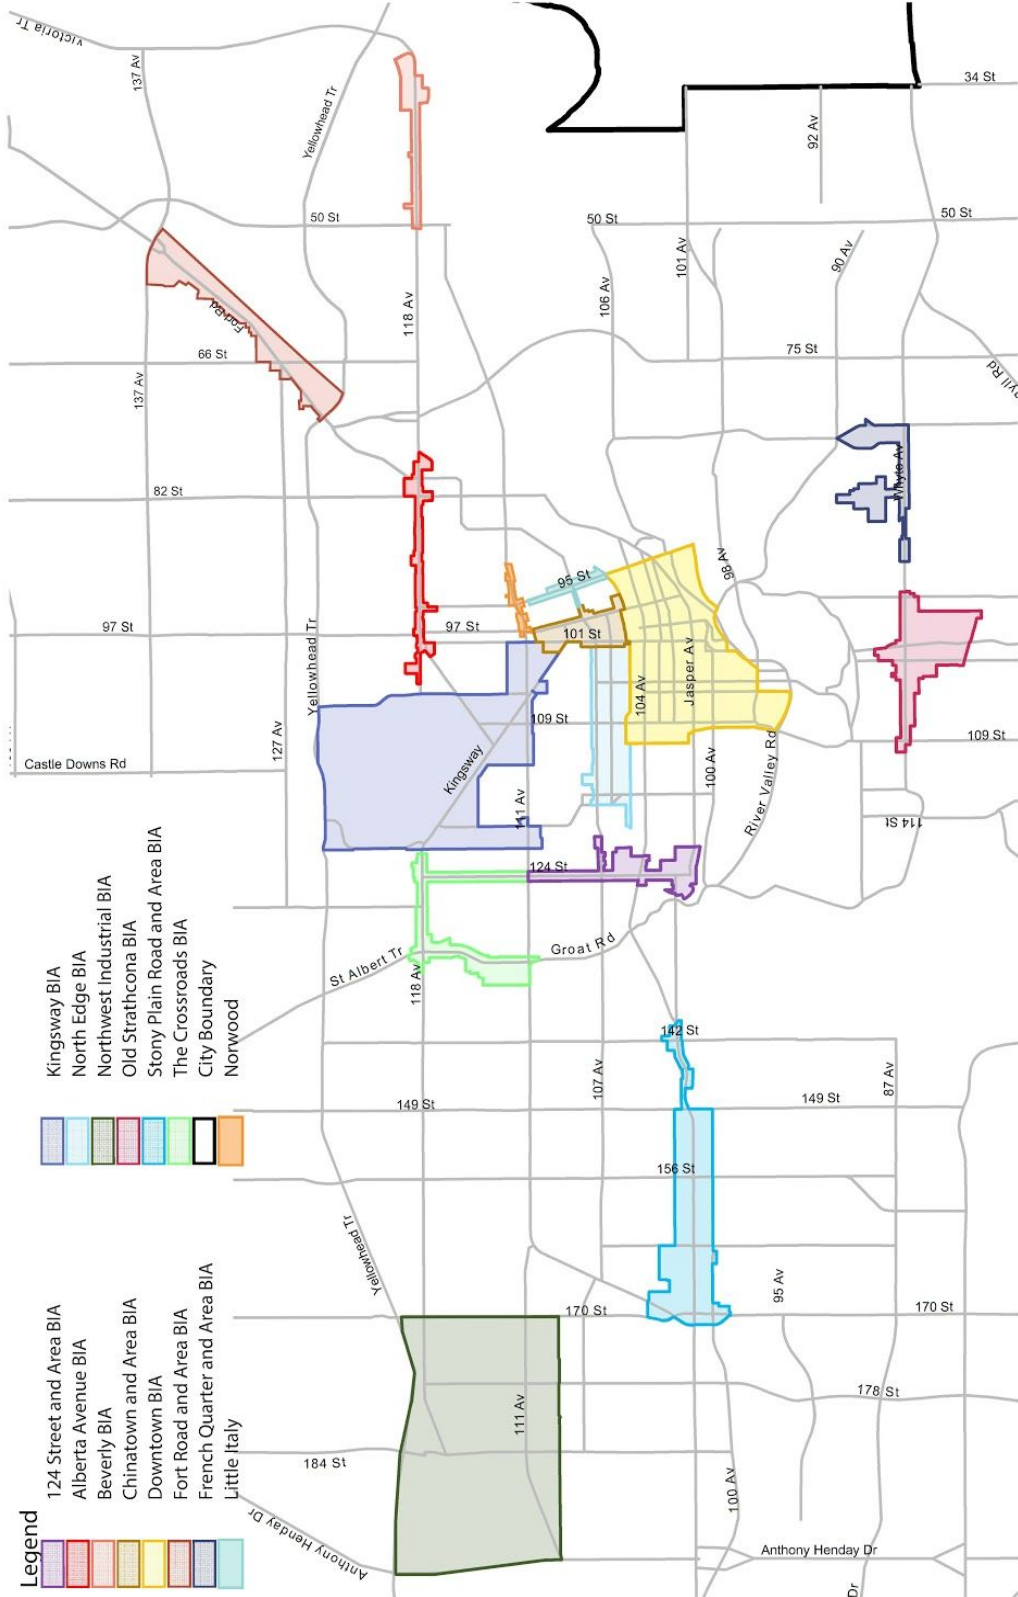 Legend
124 Street and Area BIA
Alberta Avenue BIA
Beverly BIA
Chinatown and Area BIA
Downtown BIA
Fort Road and Area BIA
French Quarter and Area BIA
Little Italy
Kingsway BIA
North Edge BIA
Northwest Industrial BIA
Old Strathcona BIA
Stony Plain Road and Area BIA
The Crossroads BIA
City Boundary
Norwood
Victoria Tr
137 Av
Yellowhead Tr
34 St
92 Av
50 St
50 St
50 St
101 Av
90 Av
106 Av
118 Av
Fort Rd
66 St
75 St
137 Av
82 St
Whyte Av
95 St
98 Av
97 St
97 St
101 St
Yellowhead Tr
Jasper Av
104 Av
109 St
109 St
127 Av
Castle Downs Rd
Kingsway
100 Av
River Valley Rd
111 Av
114 St
124 St
Groat Rd
St Albert Tr
118 Av
142 St
107 Av
87 Av
149 St
149 St
156 St
Yellowhead Tr
95 Av
170 St
170 St
178 St
111 Av
184 St
100 Av
Anthony Henday Dr
Anthony Henday Dr
Dr